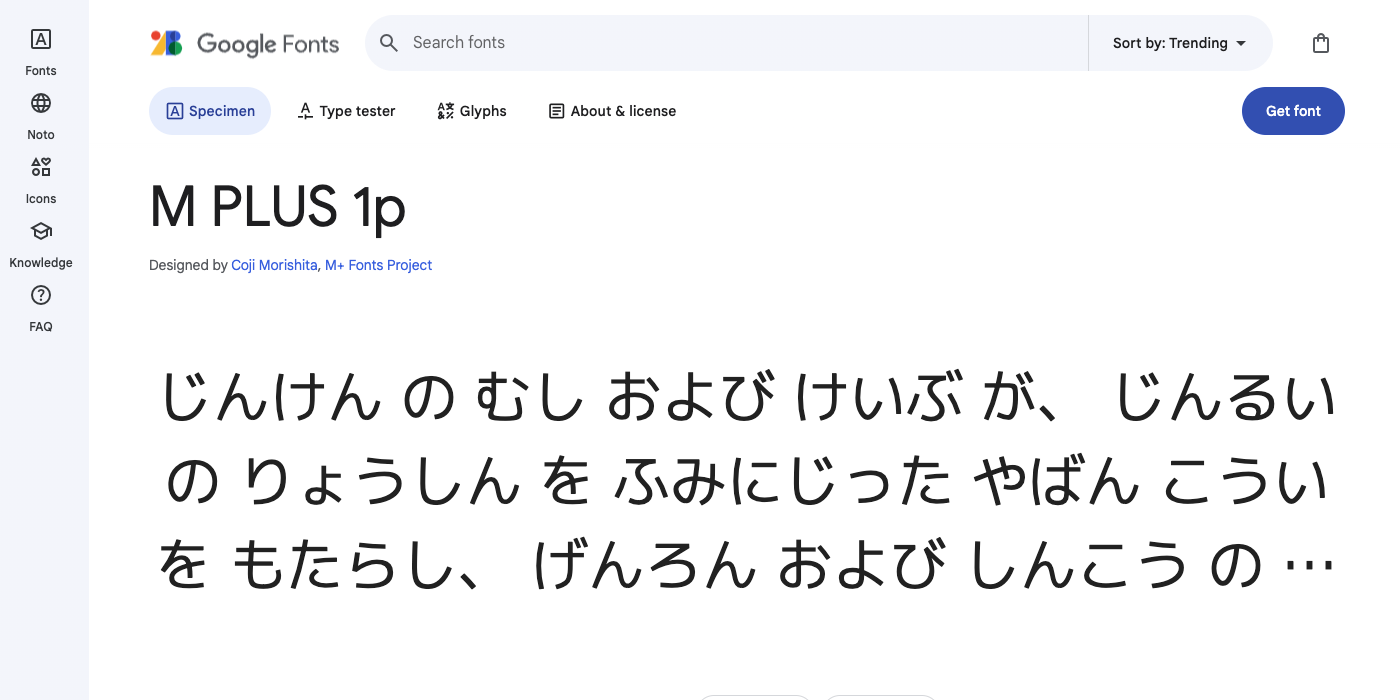 Fonts
Noto
Icons
Knowledge
FAQ
Google Fonts
Search fonts
Sort by: Trending
Specimen
Type tester
Glyphs
About & license
Get font
M PLUS 1p
Designed by Coji Morishita, M+ Fonts Project
じんけん の むし および けいぶ が、 じんるい
の りょうしん を ふみにじった やばん こうい
を もたらし、 げんろん および しんこう の …